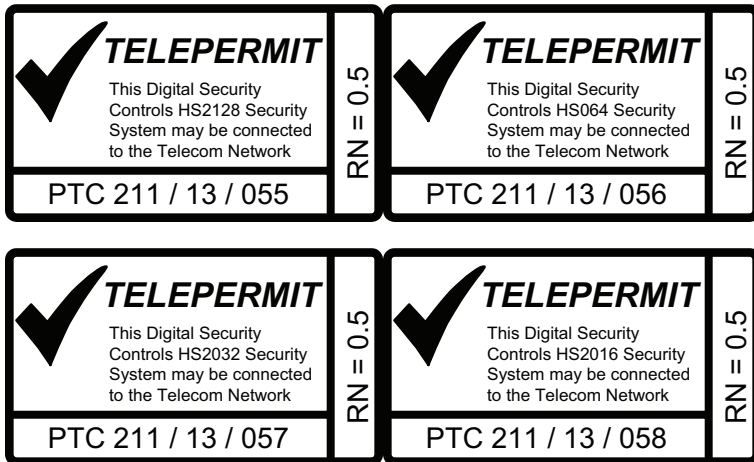 TELEPERMIT
This Digital Security
Controls HS2128 Security
System may be connected
to the Telecom Network
RN = 0.5
PTC 211 / 13 / 055
TELEPERMIT
This Digital Security
Controls HS064 Security
System may be connected
to the Telecom Network
RN = 0.5
PTC 211 / 13 / 056
TELEPERMIT
This Digital Security
Controls HS2032 Security
System may be connected
to the Telecom Network
RN = 0.5
PTC 211 / 13 / 057
TELEPERMIT
This Digital Security
Controls HS2016 Security
System may be connected
to the Telecom Network
RN = 0.5
PTC 211 / 13 / 058